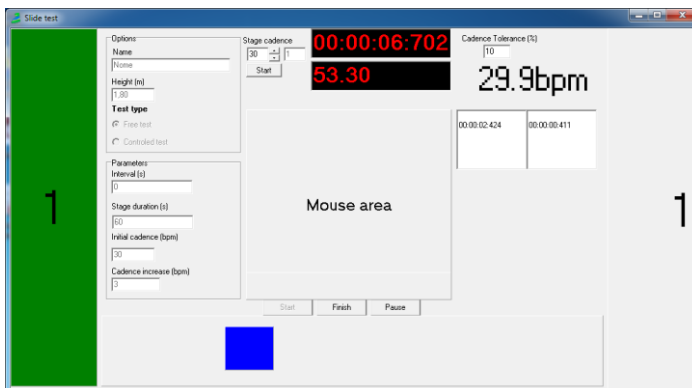 Slide test
Options
Name
Nome
Height (m)
1,80
Test type
Free test
Controled test
Parameters
Interval (s)
0
Stage duration (s)
60
Initial cadence (bpm)
30
Cadence increase (bpm)
3
Stage cadence
30 1
Start
00:00:06:702
53.30
Cadence Tolerance (%)
10
29.9bpm
00:00:02:424 00:00:00:411
1
Mouse area
1
Start Finish Pause